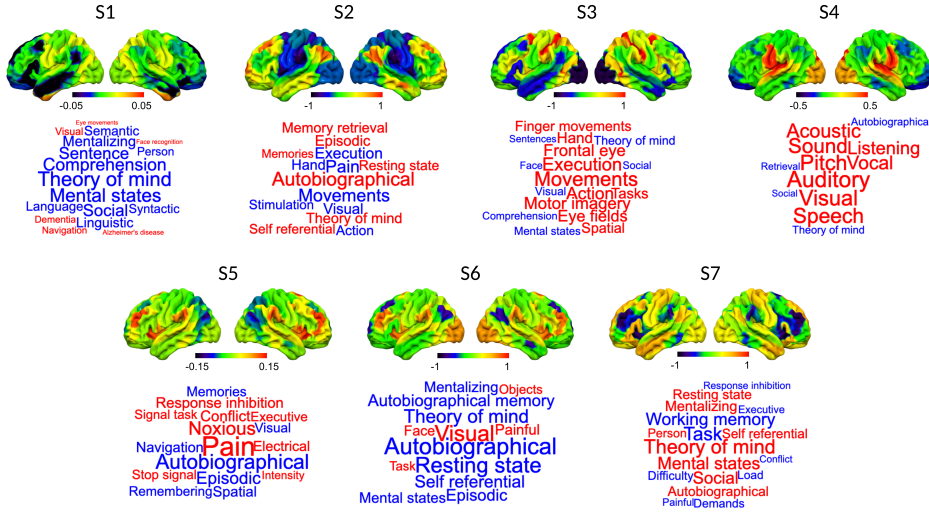 S1 S2 S3 S4
-0.05 0.05 -1 1 -1 1 -0.5 0.5
Eye movements
Visual Semantic
Mentalizing Face recognition
Sentence Person
Comprehension
Theory of mind
Mental states
Language Social Syntactic
Dementia Linguistic
Navigation Alzheimer's disease
Memory retrieval
Episodic
Memories Execution
Hand Pain Resting state
Autobiographical
Movements
Stimulation Visual
Theory of mind
Self referential Action
Finger movements
Sentences Hand Theory of mind
Frontal eye
Face Execution Social
Movements
Visual Action Tasks
Motor imagery
Comprehension Eye fields
Mental states Spatial
Autobiographica
Acoustic
Sound Listening
Retrieval Pitch Vocal
Auditory
Social Visual
Speech
Theory of mind
S5 S6 S7
-0.15 0.15 -1 1 -1 1
Memories
Response inhibition
Signal task Conflict Executive
Noxious Visual
Navigation Pain Electrical
Autobiographical
Stop signal Episodic Intensity
Remembering Spatial
Mentalizing Objects
Autobiographical memory
Theory of mind
Face Visual Painful
Autobiographical
Task Resting state
Self referential
Mental states Episodic
Response inhibition
Resting state
Mentalizing Executive
Working memory
Person Task Self referential
Theory of mind
Mental states Conflict
Difficulty Social Load
Autobiographical
Painful Demands